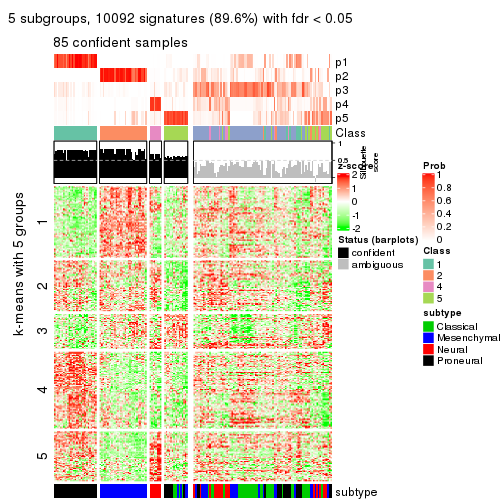 5 subgroups, 10092 signatures (89.6%) with fdr < 0.05
85 confident samples
p1
p2
p3
p4
p5
Class
1
0.5
0
Silhouette
score
k-means with 5 groups
1
2
3
4
5
subtype
z-score
2
1
0
-1
-2
Status (barplots)
confident
ambiguous
Prob
1
0.8
0.6
0.4
0.2
0
Class
1
2
4
5
subtype
Classical
Mesenchymal
Neural
Proneural